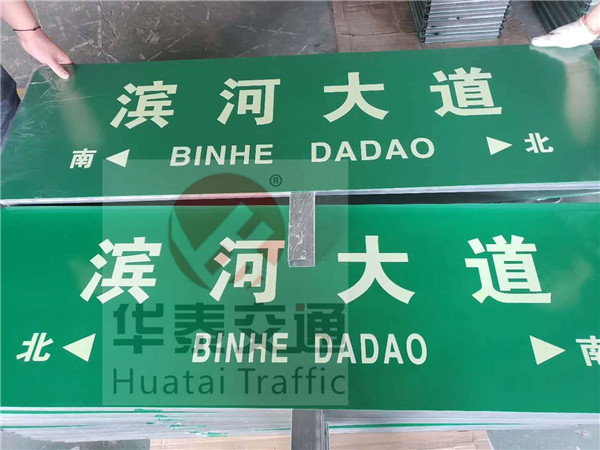 滨河大道
南 ◀ BINHE DADAO ▶ 北
®
滨河大道
北 ◀ BINHE DADAO ▶ 南
华泰交通
Huatai Traffic